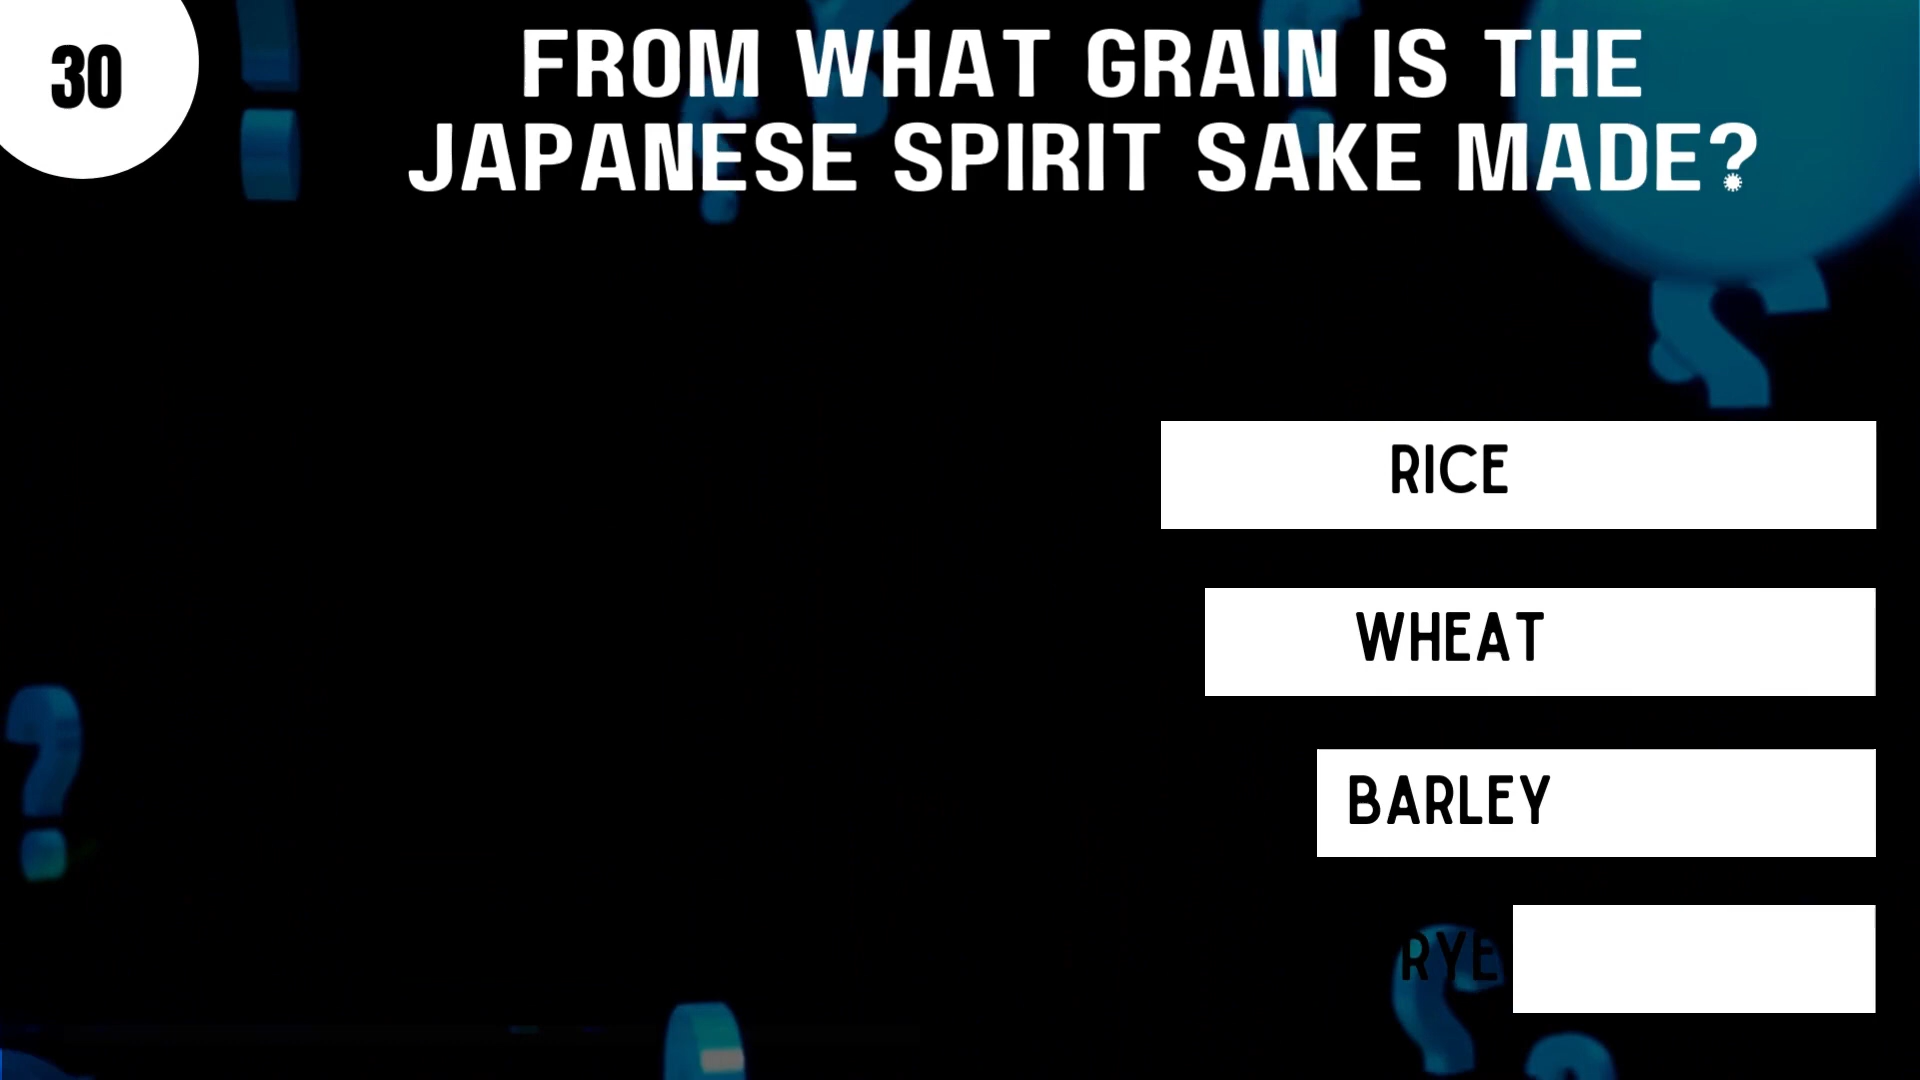 30
FROM WHAT GRAIN IS THE
JAPANESE SPIRIT SAKE MADE?
RICE
WHEAT
BARLEY
RYE